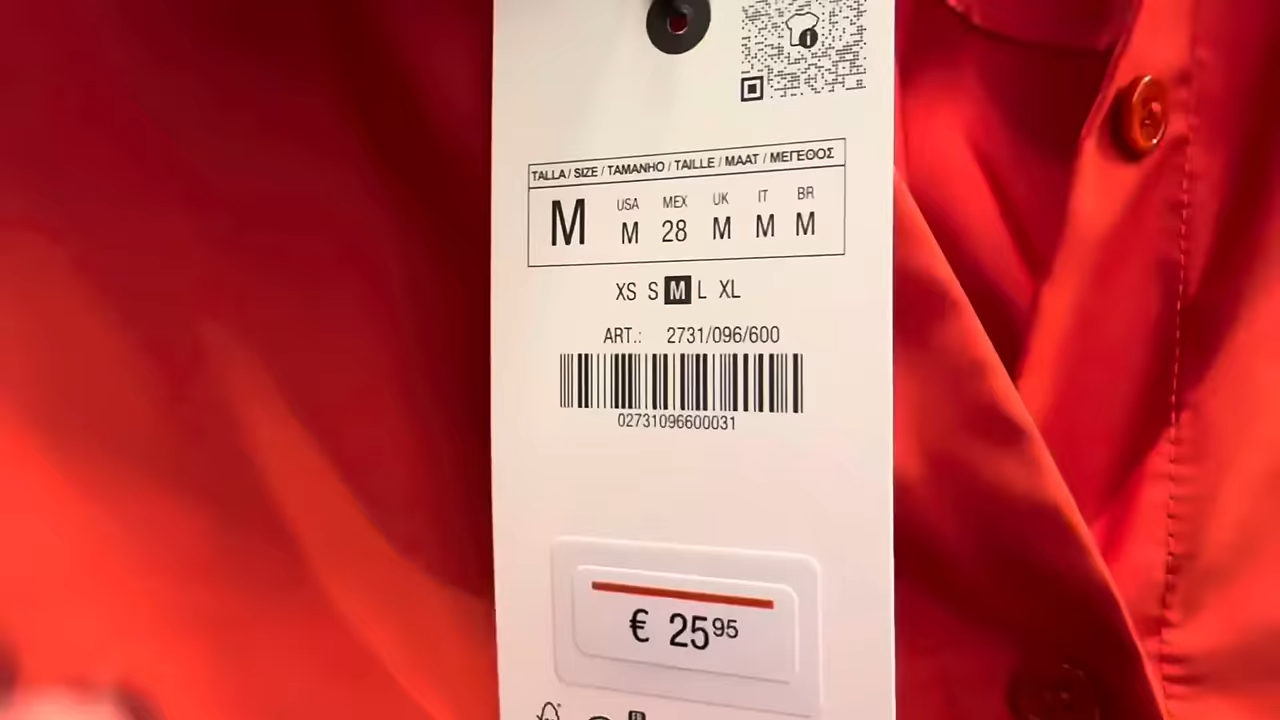 TALLA / SIZE / TAMANHO / TAILLE / MAAT / ΜΕΓΕΘΟΣ
M
USA MEX UK IT BR
M 28 M M M
XS S M L XL
ART.: 2731/096/600
02731096600031
€ 25 95